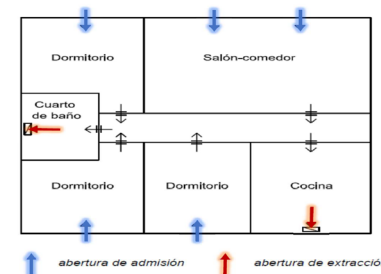 Dormitorio
Salón-comedor
Cuarto
de baño
Dormitorio
Dormitorio
Cocina
abertura de admisión
abertura de extracció